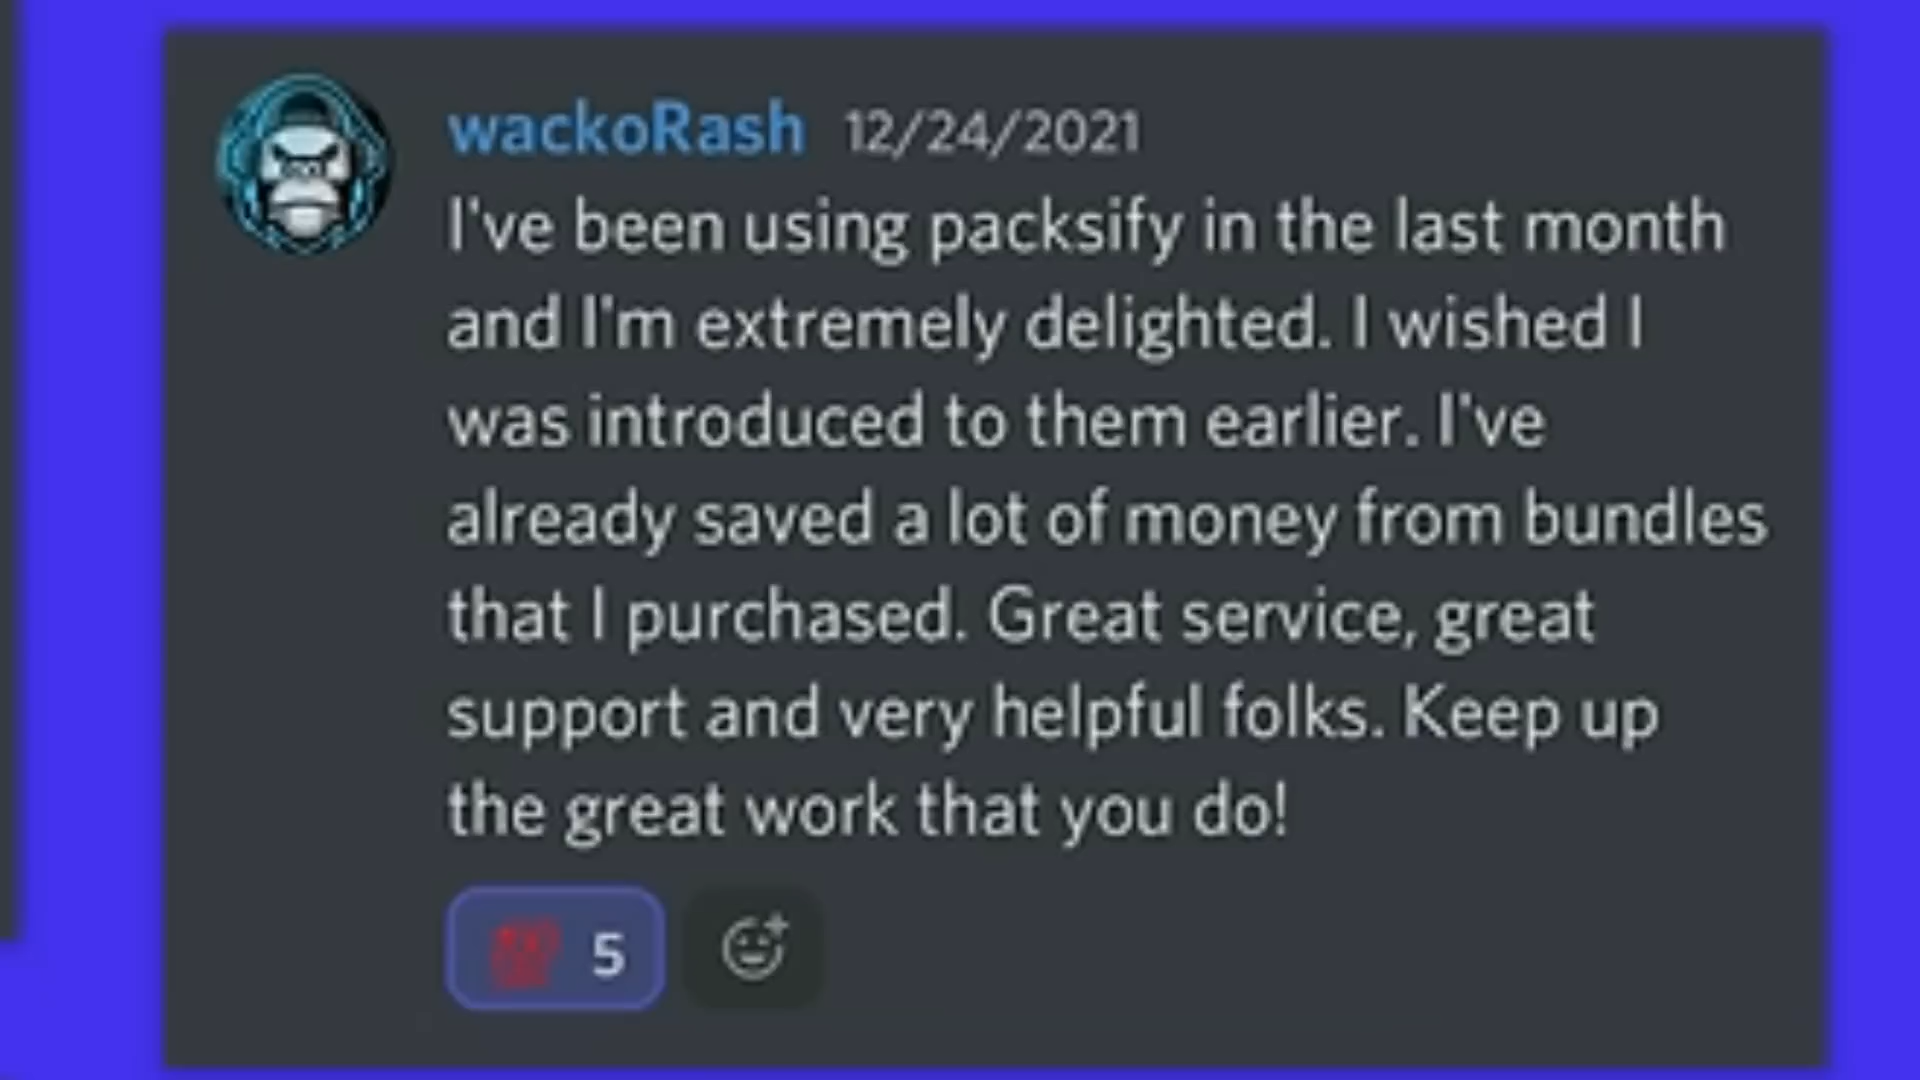 wackoRash 12/24/2021
I've been using packsify in the last month
and I'm extremely delighted. I wished I
was introduced to them earlier. I've
already saved a lot of money from bundles
that I purchased. Great service, great
support and very helpful folks. Keep up
the great work that you do!
💯 5